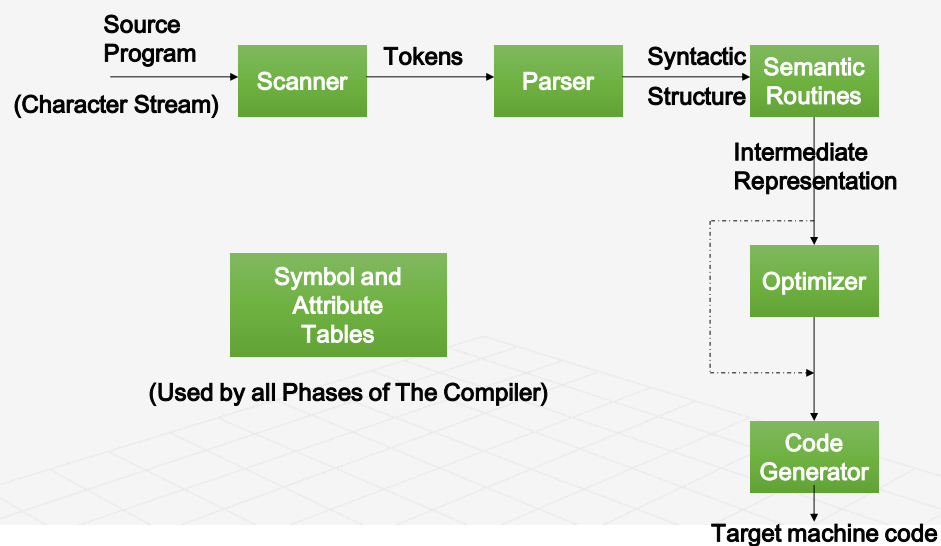 Source
Program
(Character Stream)
Scanner
Tokens
Parser
Syntactic
Structure
Semantic
Routines
Intermediate
Representation
Optimizer
Symbol and
Attribute
Tables
(Used by all Phases of The Compiler)
Code
Generator
Target machine code